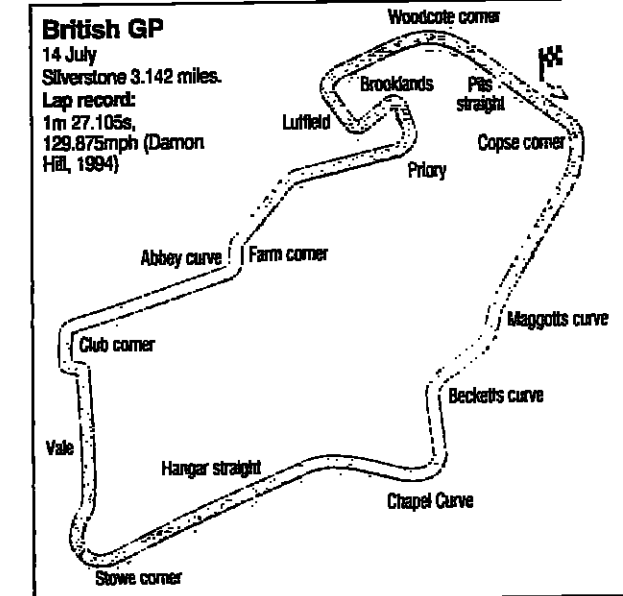 British GP
14 July
Silverstone 3.142 miles.
Lap record:
1m 27.105s,
129.875mph (Damon
Hill, 1994)
Woodcote corner
Brooklands
Pits
straight
Luffield
Copse corner
Priory
Abbey curve
Farm corner
Maggotts curve
Club corner
Becketts curve
Vale
Hangar straight
Chapel Curve
Stowe corner